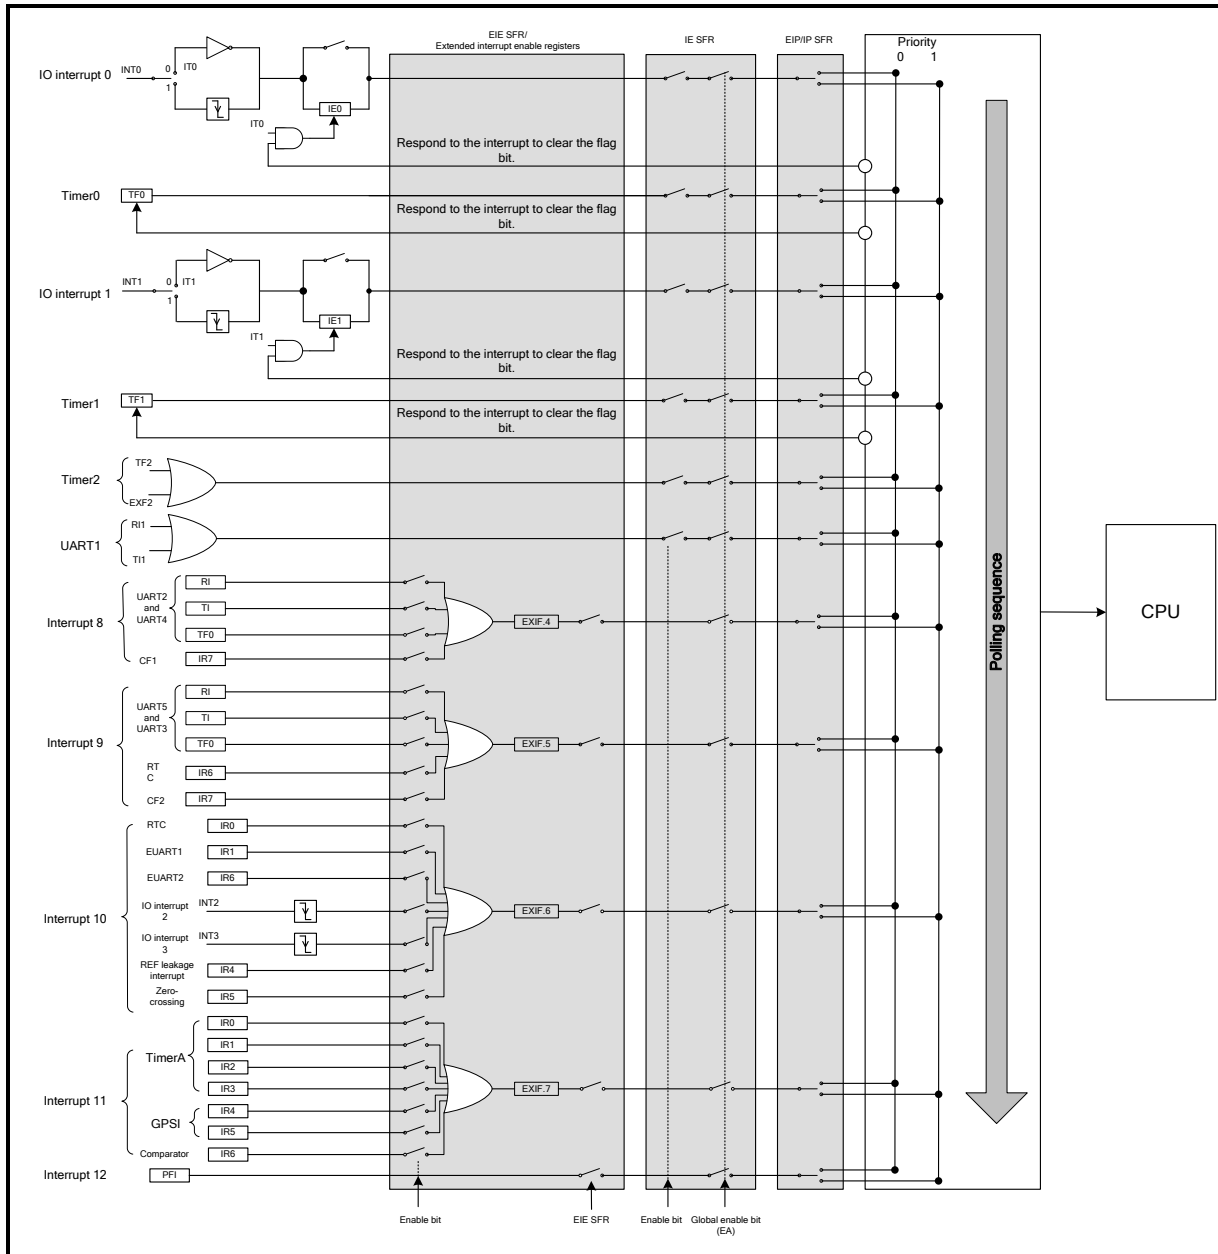 EIE SFR/
Extended interrupt enable registers
IE SFR
EIP/IP SFR
Priority
0 1
IO interrupt 0
INT0
0
IT0
1
IE0
IT0
Respond to the interrupt to clear the flag
bit.
Timer0
TF0
Respond to the interrupt to clear the flag
bit.
IO interrupt 1
INT1
0
IT1
1
IE1
IT1
Respond to the interrupt to clear the flag
bit.
Timer1
TF1
Respond to the interrupt to clear the flag
bit.
Timer2
TF2
EXF2
UART1
RI1
TI1
Interrupt 8
UART2
and
UART4
RI
TI
TF0
CF1
IR7
EXIF.4
Interrupt 9
UART5
and
UART3
RI
TI
TF0
RT
C
IR6
CF2
IR7
EXIF.5
Interrupt 10
RTC
IR0
EUART1
IR1
EUART2
IR6
IO interrupt
2
INT2
IO interrupt
3
INT3
REF leakage
interrupt
IR4
Zero-
crossing
IR5
EXIF.6
Interrupt 11
TimerA
IR0
IR1
IR2
IR3
GPSI
IR4
IR5
Comparator
IR6
EXIF.7
Interrupt 12
PFI
Polling sequence
CPU
Enable bit
EIE SFR
Enable bit
Global enable bit
(EA)